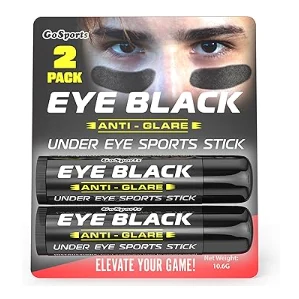 GoSports
2
PACK
EYE BLACK
ANTI - GLARE
UNDER EYE SPORTS STICK
GoSports
EYE BLACK
ANTI - GLARE
UNDER EYE SPORTS STICK
GoSports
EYE BLACK
ANTI - GLARE
UNDER EYE SPORTS STICK
Net Weight:
10.6G
ELEVATE YOUR GAME!